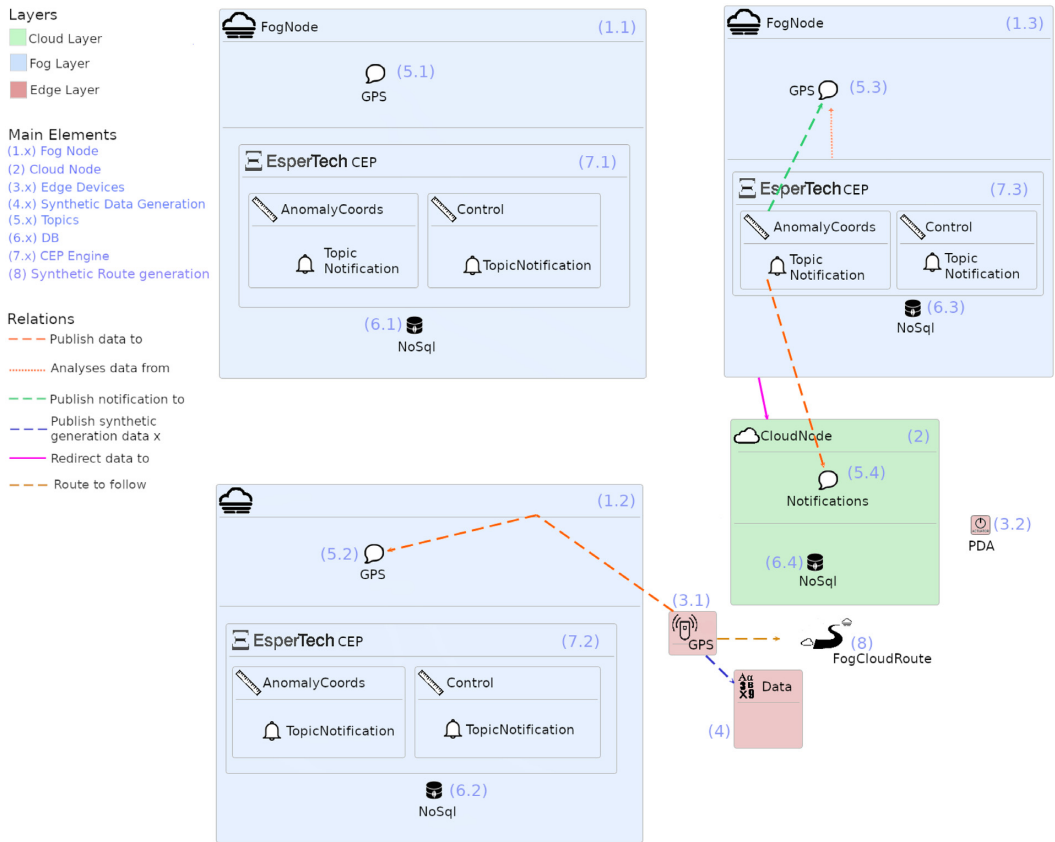 Layers
Cloud Layer
Fog Layer
Edge Layer
Main Elements
(1.x) Fog Node
(2) Cloud Node
(3.x) Edge Devices
(4.x) Synthetic Data Generation
(5.x) Topics
(6.x) DB
(7.x) CEP Engine
(8) Synthetic Route generation
Relations
Publish data to
Analyses data from
Publish notification to
Publish synthetic
generation data x
Redirect data to
Route to follow
FogNode (1.1)
(5.1)
GPS
EsperTech CEP (7.1)
AnomalyCoords
Topic
Notification
Control
TopicNotification
(6.1)
NoSql
FogNode (1.3)
GPS (5.3)
EsperTech CEP (7.3)
AnomalyCoords
Topic
Notification
Control
Topic
Notification
(6.3)
NoSql
CloudNode (2)
(5.4)
Notifications
(6.4)
NoSql
(3.2)
PDA
(1.2)
(5.2)
GPS
EsperTech CEP (7.2)
AnomalyCoords
TopicNotification
Control
TopicNotification
(6.2)
NoSql
(3.1)
GPS
(8)
FogCloudRoute
Aα
3B
X9
Data
(4)